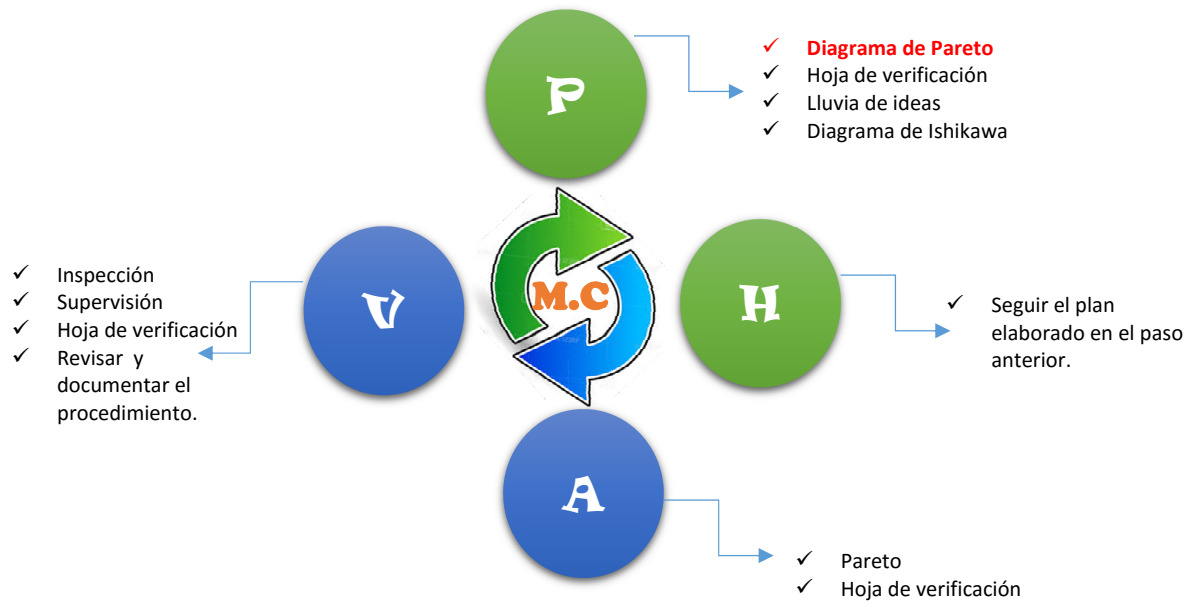 P
✓ Diagrama de Pareto
✓ Hoja de verificación
✓ Lluvia de ideas
✓ Diagrama de Ishikawa
V
M.C
H
✓ Inspección
✓ Supervisión
✓ Hoja de verificación
✓ Revisar y
documentar el
procedimiento.
✓ Seguir el plan
elaborado en el paso
anterior.
A
✓ Pareto
✓ Hoja de verificación